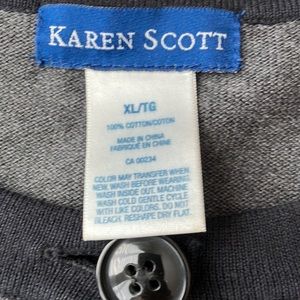 KAREN SCOTT
XL/TG
100% COTTON/COTON
MADE IN CHINA
FABRIQUÉ EN CHINE
CA 00234
COLOR MAY TRANSFER WHEN
NEW. WASH BEFORE WEARING.
WASH INSIDE OUT. MACHINE
WASH COLD GENTLE CYCLE
WITH LIKE COLORS. DO NOT
BLEACH. RESHAPE DRY FLAT.